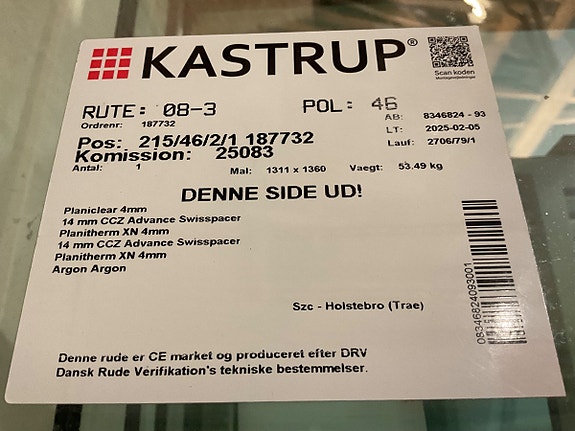 KASTRUP®
Scan koden
Montagevejledninger
RUTE: 08-3 POL: 46
Ordrenr: 187732 AB: 8346824 - 93
Pos: 215/46/2/1 187732 LT: 2025-02-05
Komission: 25083 Lauf: 2706/79/1
Antal: 1 Mal: 1311 x 1360 Vaegt: 53.49 kg
DENNE SIDE UD!
Planiclear 4mm
14 mm CCZ Advance Swisspacer
Planitherm XN 4mm
14 mm CCZ Advance Swisspacer
Planitherm XN 4mm
Argon Argon
08346824093001
Szc - Holstebro (Trae)
Denne rude er CE market og produceret efter DRV
Dansk Rude Verifikation's tekniske bestemmelser.